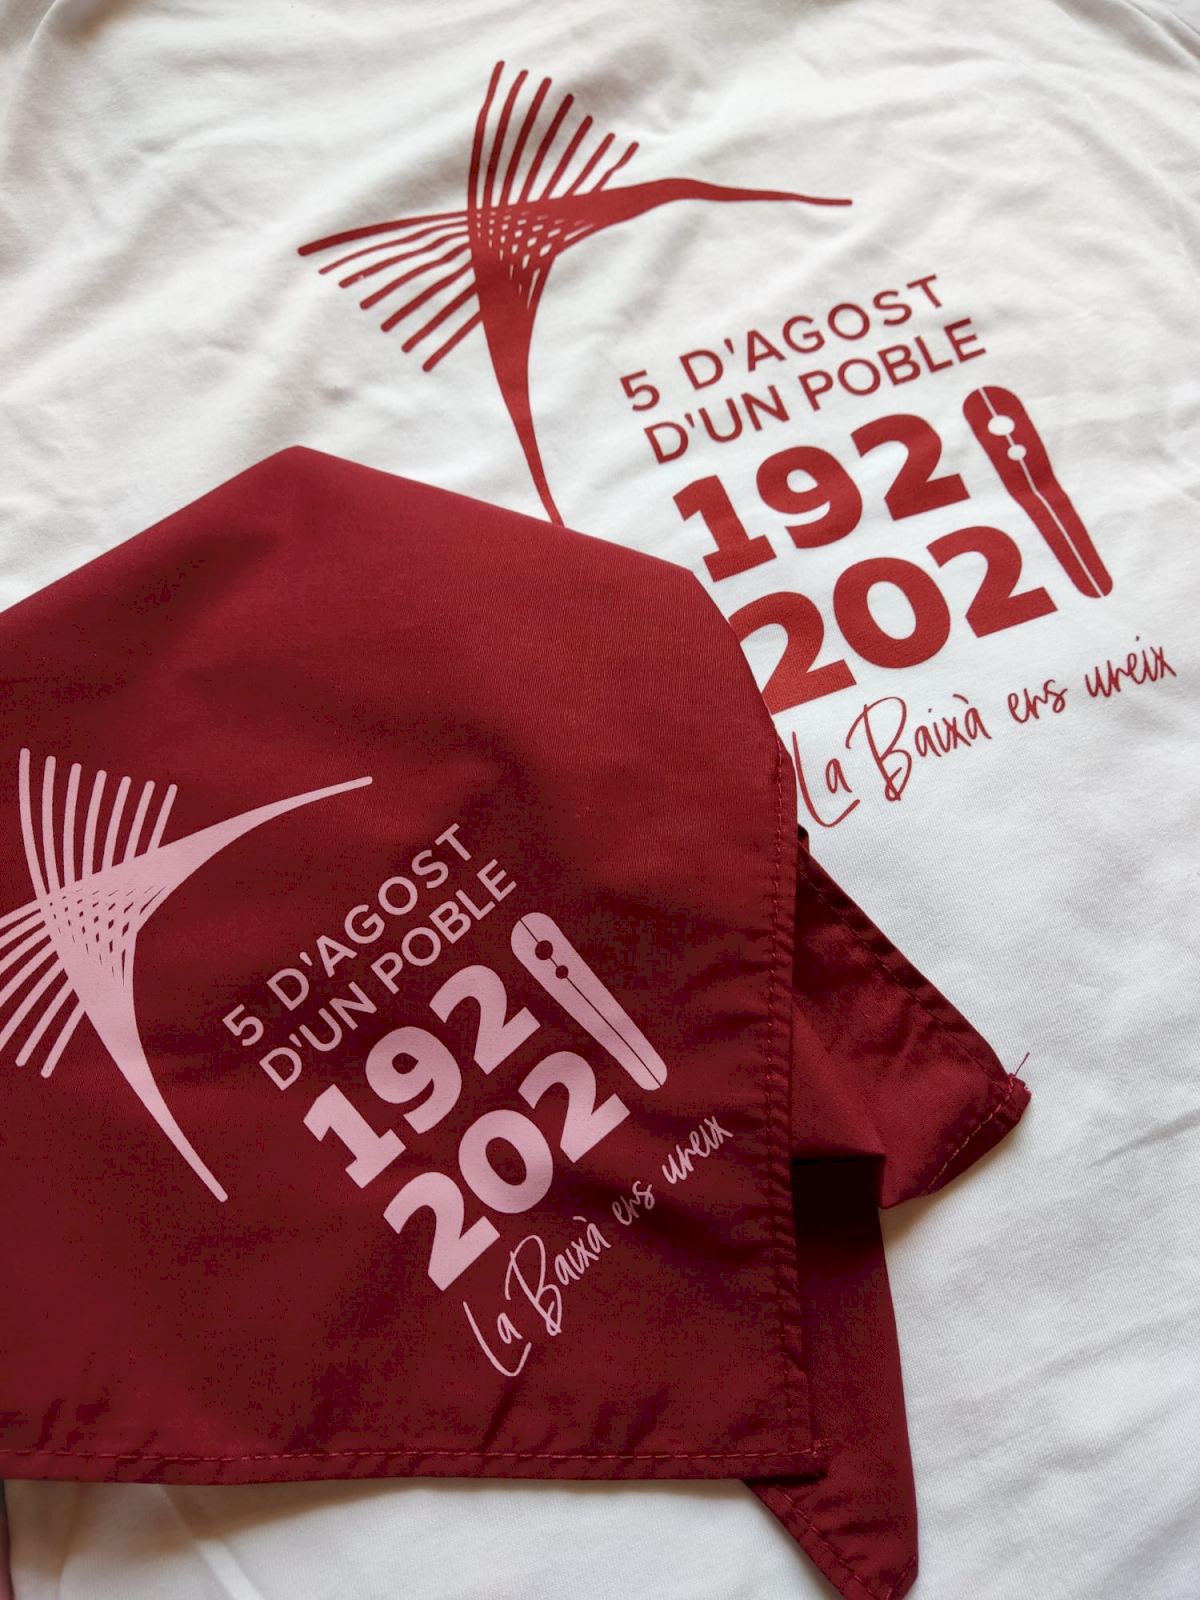 5 D'AGOST
D'UN POBLE
192
202
La Baixà ens uneix
5 D'AGOST
D'UN POBLE
192
202
La Baixà ens uneix